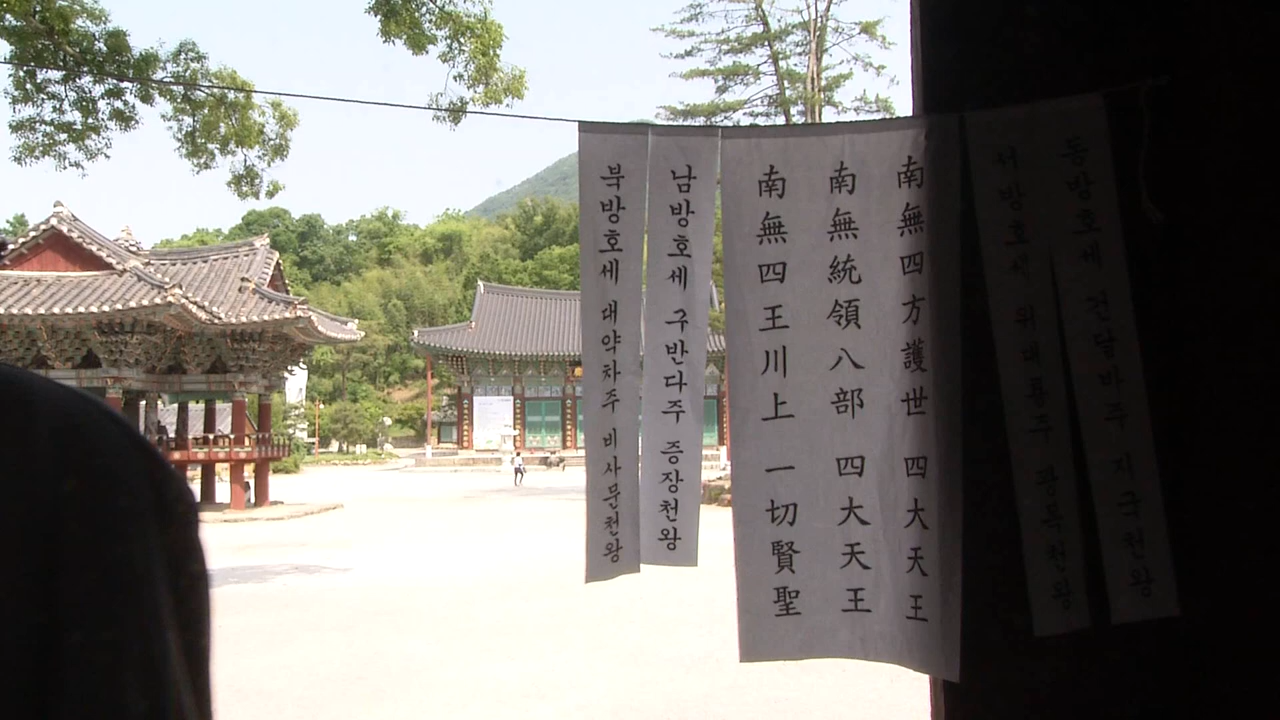 동방호세 건달바주 지국천왕
서방호세 위대룡주 광목천왕
南無四方護世 四大天王
南無統領八部 四大天王
南無四王川上 一切賢聖
남방호세 구반다주 증장천왕
북방호세 대약차주 비사문천왕